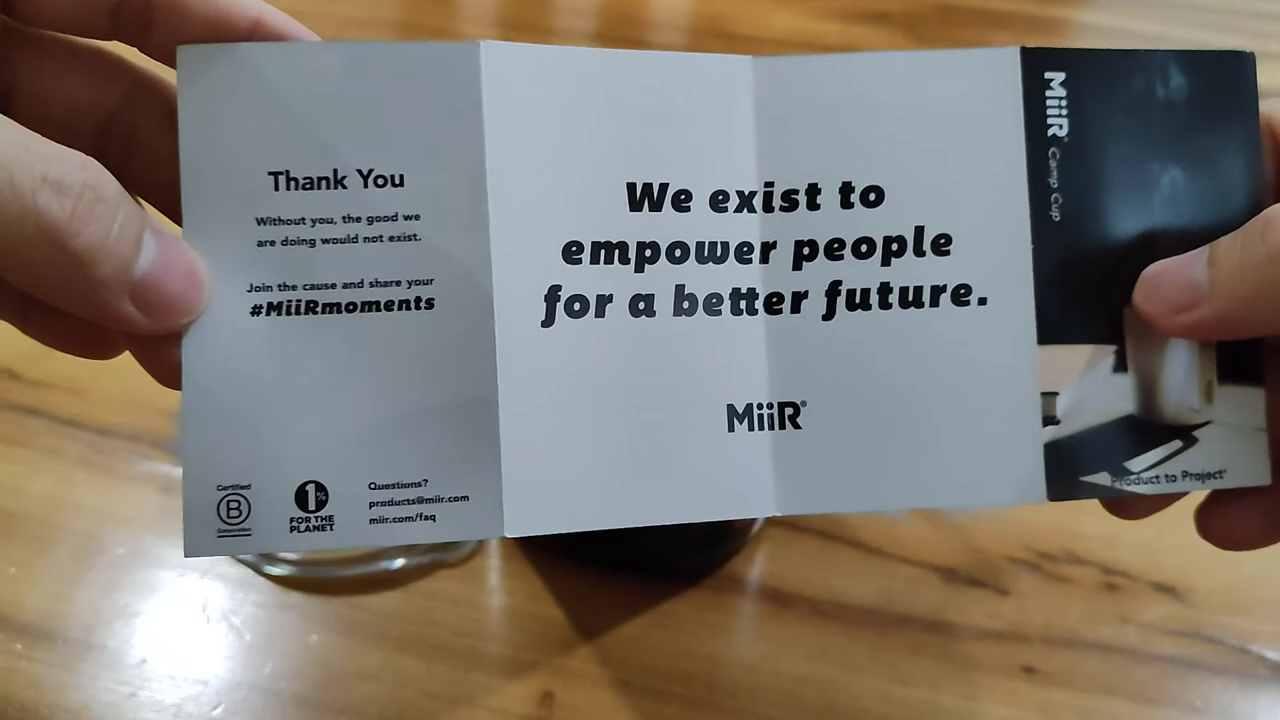 Thank You
Without you, the good we
are doing would not exist.
Join the cause and share your
#MiiRmoments
Certified
B
Corporation
1%
FOR THE
PLANET
Questions?
products@miir.com
miir.com/faq
We exist to
empower people
for a better future.
MiiR®
MiiR® Camp Cup
Product to Project®